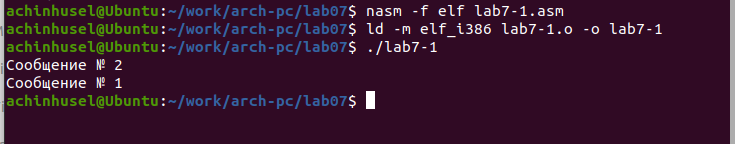 achinhusel@Ubuntu:~/work/arch-pc/lab07$ nasm -f elf lab7-1.asm
achinhusel@Ubuntu:~/work/arch-pc/lab07$ ld -m elf_i386 lab7-1.o -o lab7-1
achinhusel@Ubuntu:~/work/arch-pc/lab07$ ./lab7-1
Сообщение № 2
Сообщение № 1
achinhusel@Ubuntu:~/work/arch-pc/lab07$